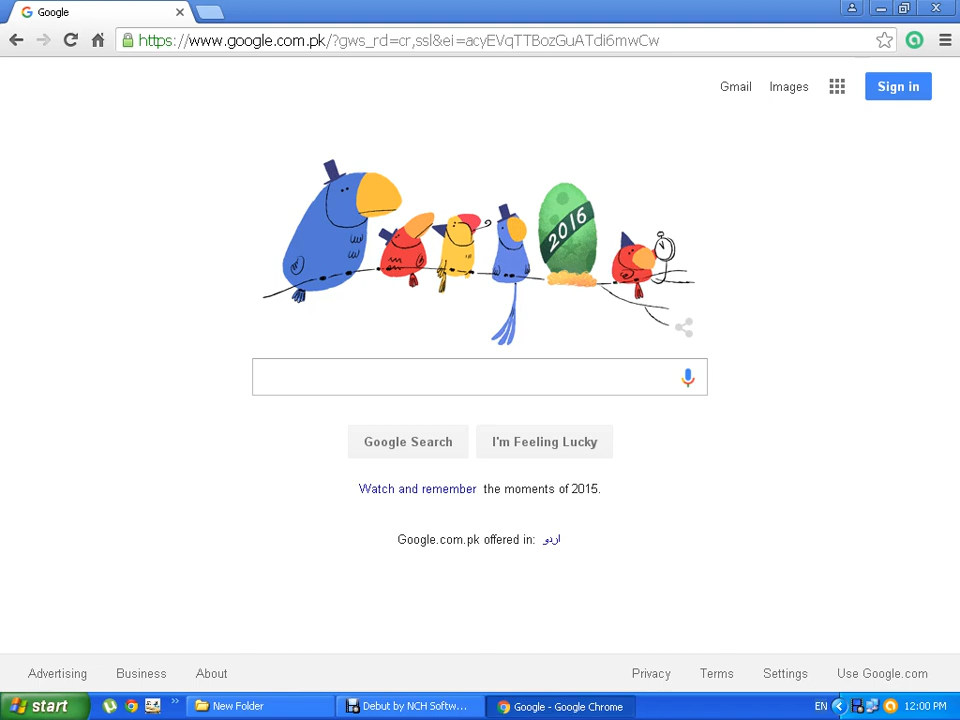 Google
https://www.google.com.pk/?gws_rd=cr,ssl&ei=acyEVqTTBozGuATdi6mwCw
Gmail Images Sign in
2016
Google Search I'm Feeling Lucky
Watch and remember the moments of 2015.
Google.com.pk offered in: اردو
Advertising Business About Privacy Terms Settings Use Google.com
start New Folder Debut by NCH Softw... Google - Google Chrome EN 12:00 PM